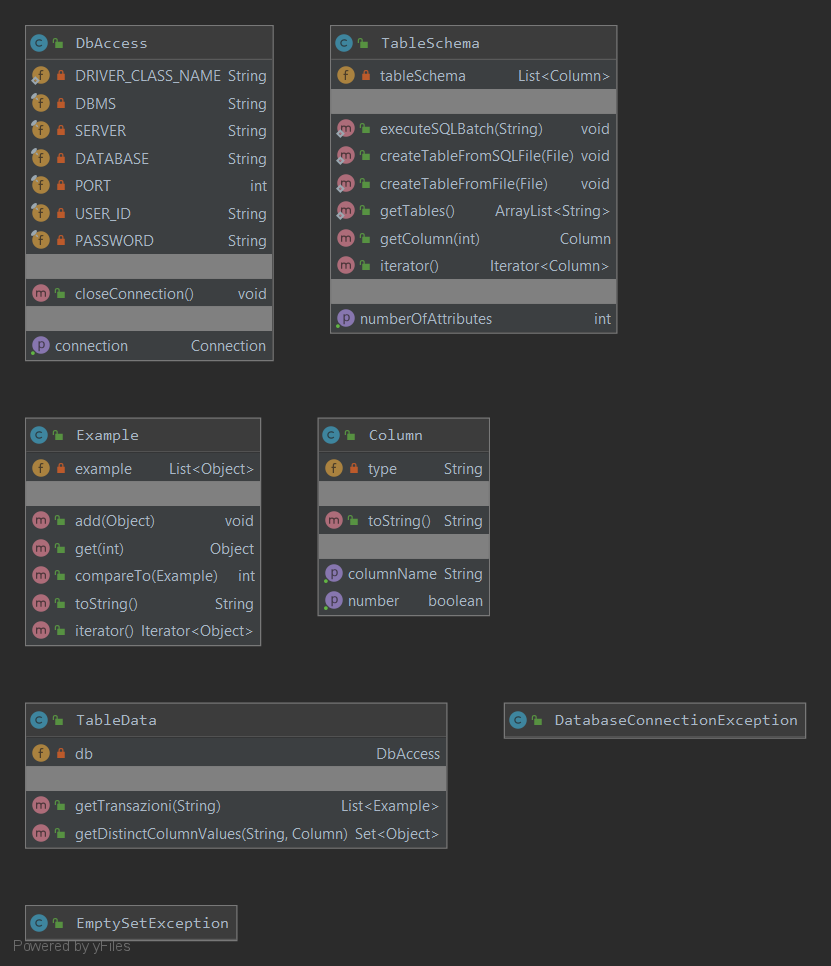 DbAccess
DRIVER_CLASS_NAME String
DBMS String
SERVER String
DATABASE String
PORT int
USER_ID String
PASSWORD String
closeConnection() void
connection Connection
TableSchema
tableSchema List<Column>
executeSQLBatch(String) void
createTableFromSQLFile(File) void
createTableFromFile(File) void
getTables() ArrayList<String>
getColumn(int) Column
iterator() Iterator<Column>
numberOfAttributes int
Example
example List<Object>
add(Object) void
get(int) Object
compareTo(Example) int
toString() String
iterator() Iterator<Object>
Column
type String
toString() String
columnName String
number boolean
TableData
db DbAccess
getTransazioni(String) List<Example>
getDistinctColumnValues(String, Column) Set<Object>
DatabaseConnectionException
EmptySetException
Powered by yFiles